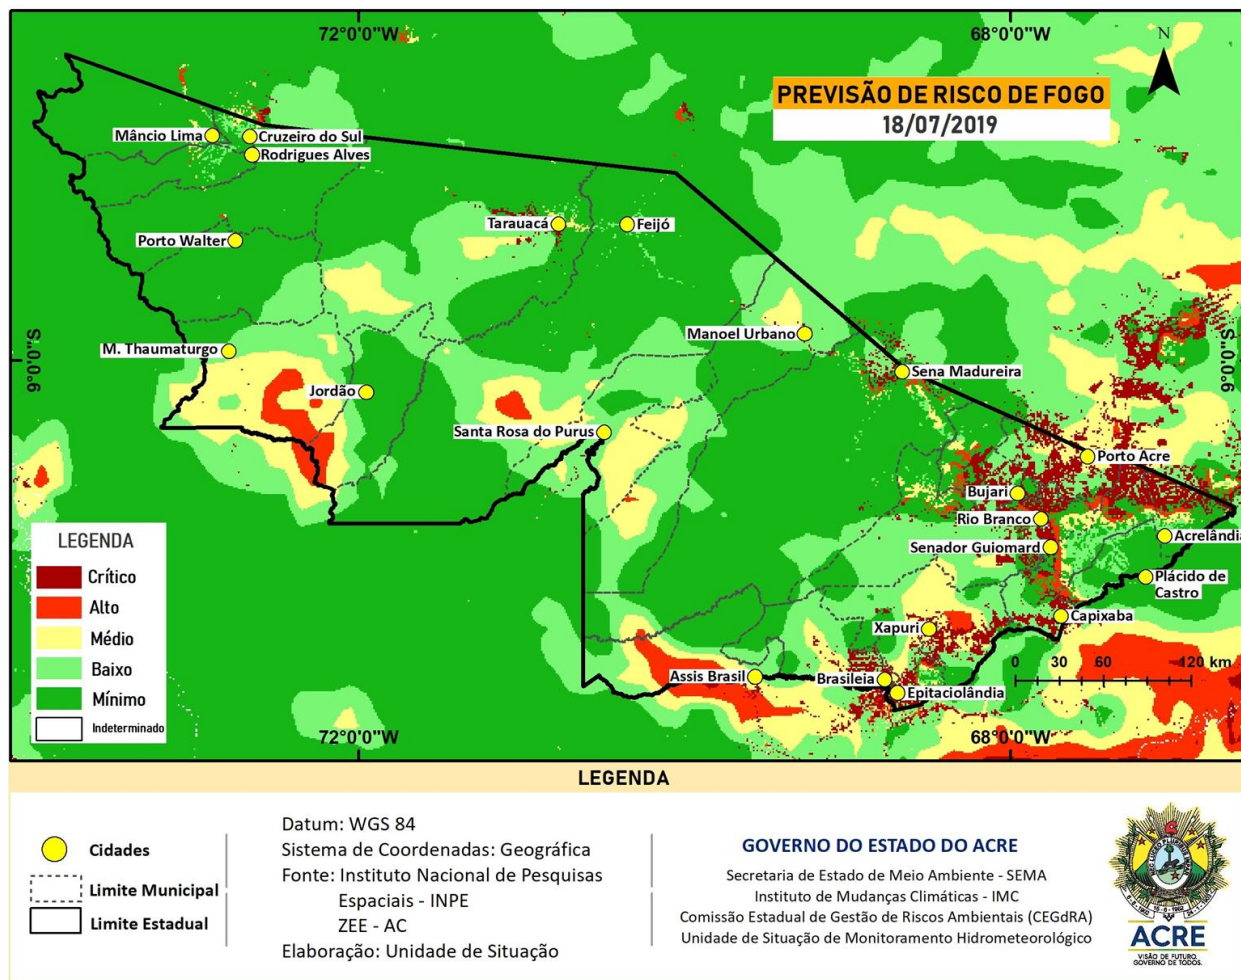 72°0'0"W
68°0'0"W
N
PREVISÃO DE RISCO DE FOGO
18/07/2019
Mâncio Lima
Cruzeiro do Sul
Rodrigues Alves
Tarauacá
Feijó
Porto Walter
Manoel Urbano
M. Thaumaturgo
9°0'0"S
9°0'0"S
Sena Madureira
Jordão
Santa Rosa do Purus
Porto Acre
Bujari
Rio Branco
Acrelândia
Senador Guiomard
Plácido de
Castro
Capixaba
Xapuri
Assis Brasil
Brasileia
Epitaciolândia
0 30 60 120 km
LEGENDA
Crítico
Alto
Médio
Baixo
Mínimo
Indeterminado
72°0'0"W
68°0'0"W
LEGENDA
Cidades
Limite Municipal
Limite Estadual
Datum: WGS 84
Sistema de Coordenadas: Geográfica
Fonte: Instituto Nacional de Pesquisas
Espaciais - INPE
ZEE - AC
Elaboração: Unidade de Situação
GOVERNO DO ESTADO DO ACRE
Secretaria de Estado de Meio Ambiente - SEMA
Instituto de Mudanças Climáticas - IMC
Comissão Estadual de Gestão de Riscos Ambientais (CEGdRA)
Unidade de Situação de Monitoramento Hidrometeorológico
ACRE
VISÃO DE FUTURO.
GOVERNO DE TODOS.